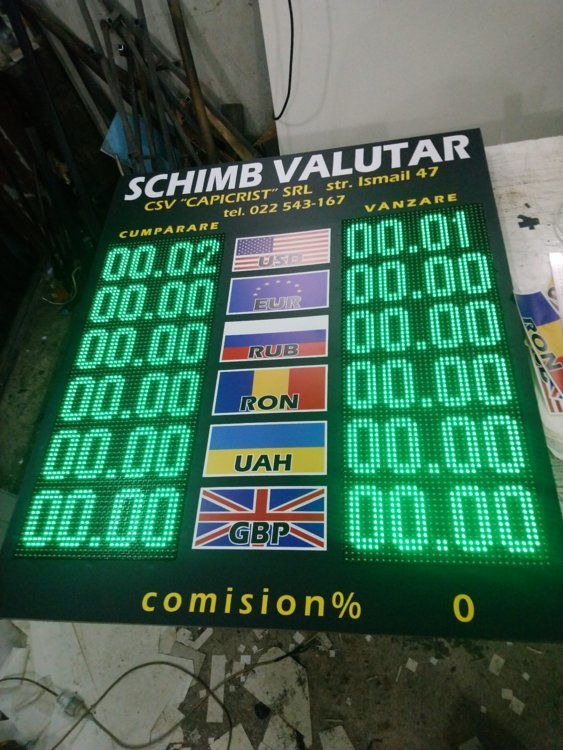 SCHIMB VALUTAR
CSV "CAPICRIST" SRL str. Ismail 47
tel. 022 543-167
CUMPARARE VANZARE
00.02 USD 00.01
00.00 EUR 00.00
00.00 RUB 00.00
00.00 RON 00.00
00.00 UAH 00.00
00.00 GBP 00.00
comision% 0
RON